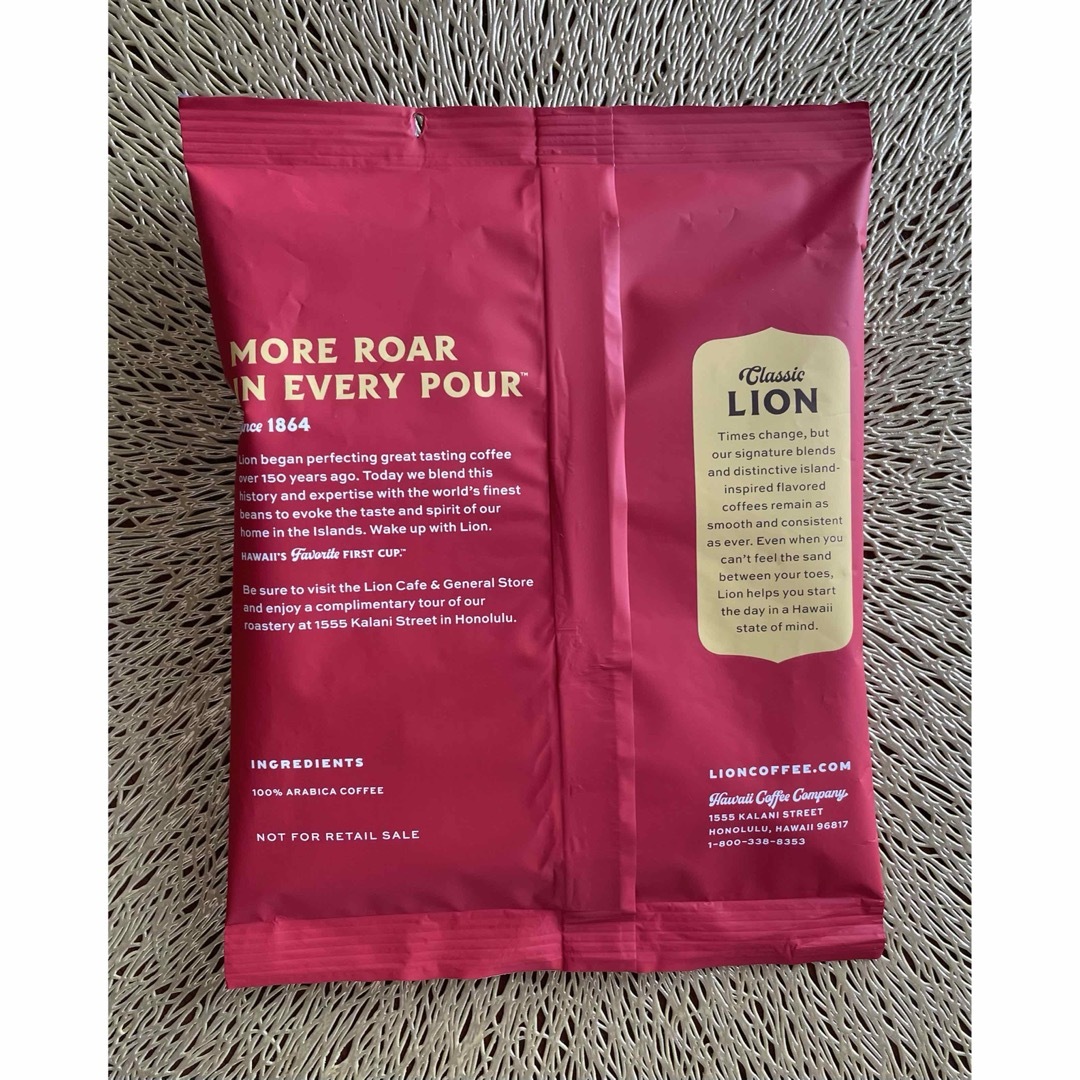 MORE ROAR
IN EVERY POUR™
Since 1864
Lion began perfecting great tasting coffee
over 150 years ago. Today we blend this
history and expertise with the world's finest
beans to evoke the taste and spirit of our
home in the Islands. Wake up with Lion.
HAWAII'S Favorite FIRST CUP.™
Be sure to visit the Lion Cafe & General Store
and enjoy a complimentary tour of our
roastery at 1555 Kalani Street in Honolulu.
INGREDIENTS
100% ARABICA COFFEE
NOT FOR RETAIL SALE
Classic
LION
Times change, but
our signature blends
and distinctive island-
inspired flavored
coffees remain as
smooth and consistent
as ever. Even when you
can't feel the sand
between your toes,
Lion helps you start
the day in a Hawaii
state of mind.
LIONCOFFEE.COM
Hawaii Coffee Company
1555 KALANI STREET
HONOLULU, HAWAII 96817
1-800-338-8353